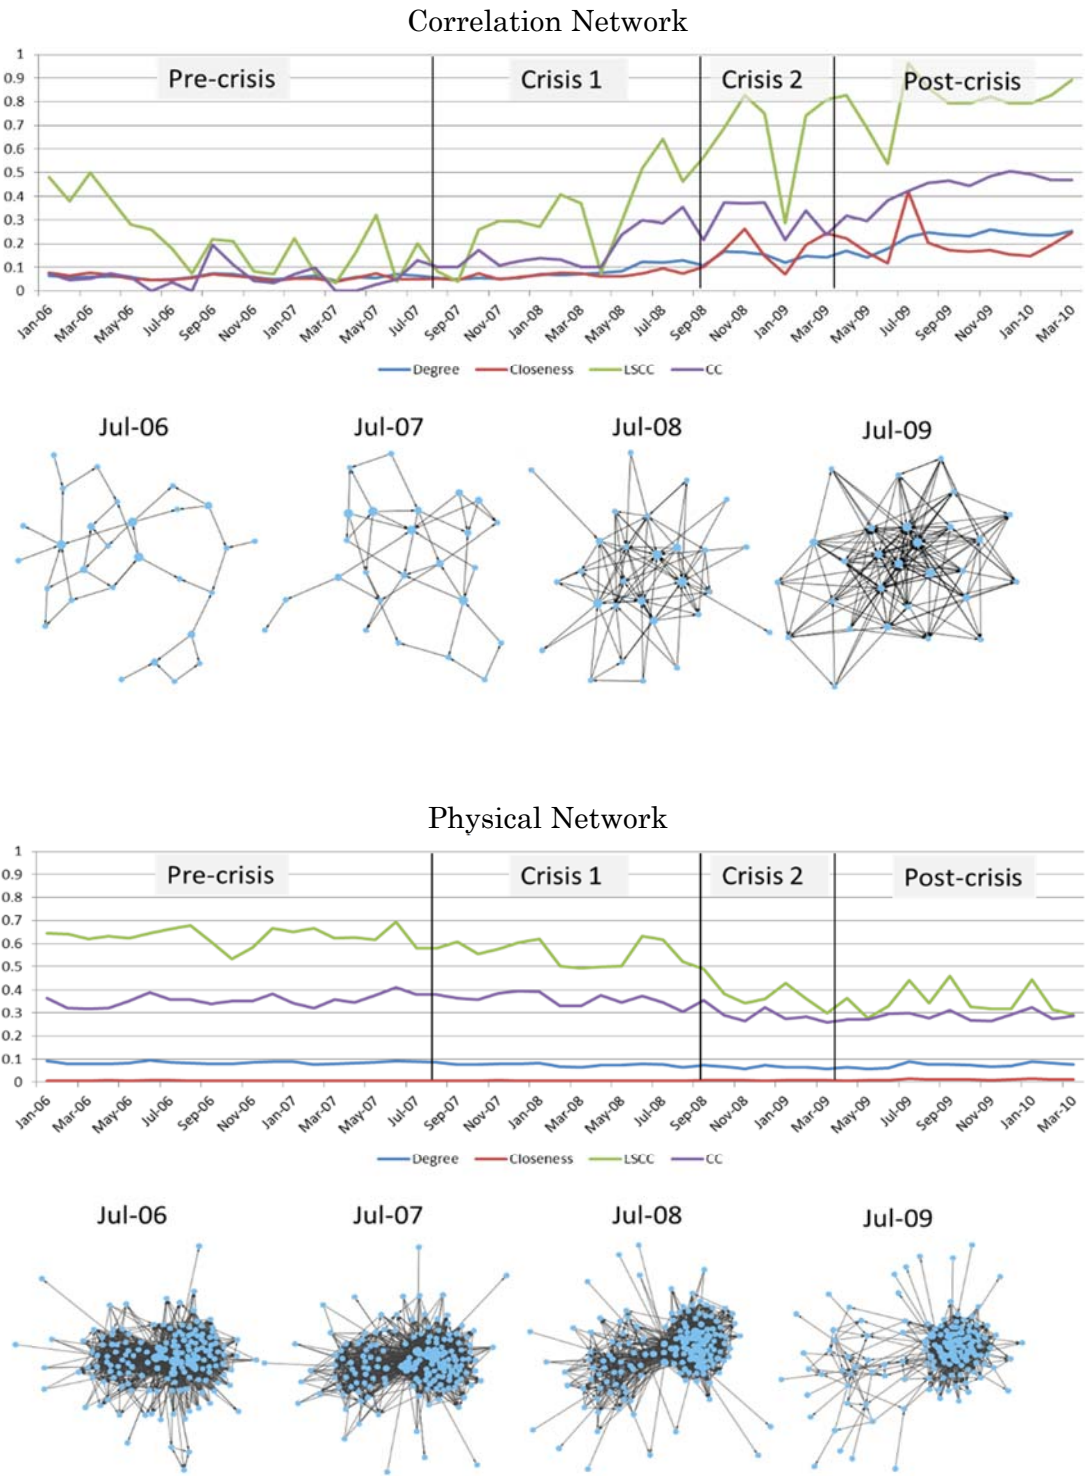 Correlation Network
1
0.9
0.8
0.7
0.6
0.5
0.4
0.3
0.2
0.1
0
Pre-crisis
Crisis 1
Crisis 2
Post-crisis
Jan-06 Mar-06 May-06 Jul-06 Sep-06 Nov-06 Jan-07 Mar-07 May-07 Jul-07 Sep-07 Nov-07 Jan-08 Mar-08 May-08 Jul-08 Sep-08 Nov-08 Jan-09 Mar-09 May-09 Jul-09 Sep-09 Nov-09 Jan-10 Mar-10
Degree Closeness LSCC CC
Jul-06 Jul-07 Jul-08 Jul-09
Physical Network
1
0.9
0.8
0.7
0.6
0.5
0.4
0.3
0.2
0.1
0
Pre-crisis
Crisis 1
Crisis 2
Post-crisis
Jan-06 Mar-06 May-06 Jul-06 Sep-06 Nov-06 Jan-07 Mar-07 May-07 Jul-07 Sep-07 Nov-07 Jan-08 Mar-08 May-08 Jul-08 Sep-08 Nov-08 Jan-09 Mar-09 May-09 Jul-09 Sep-09 Nov-09 Jan-10 Mar-10
Degree Closeness LSCC CC
Jul-06 Jul-07 Jul-08 Jul-09